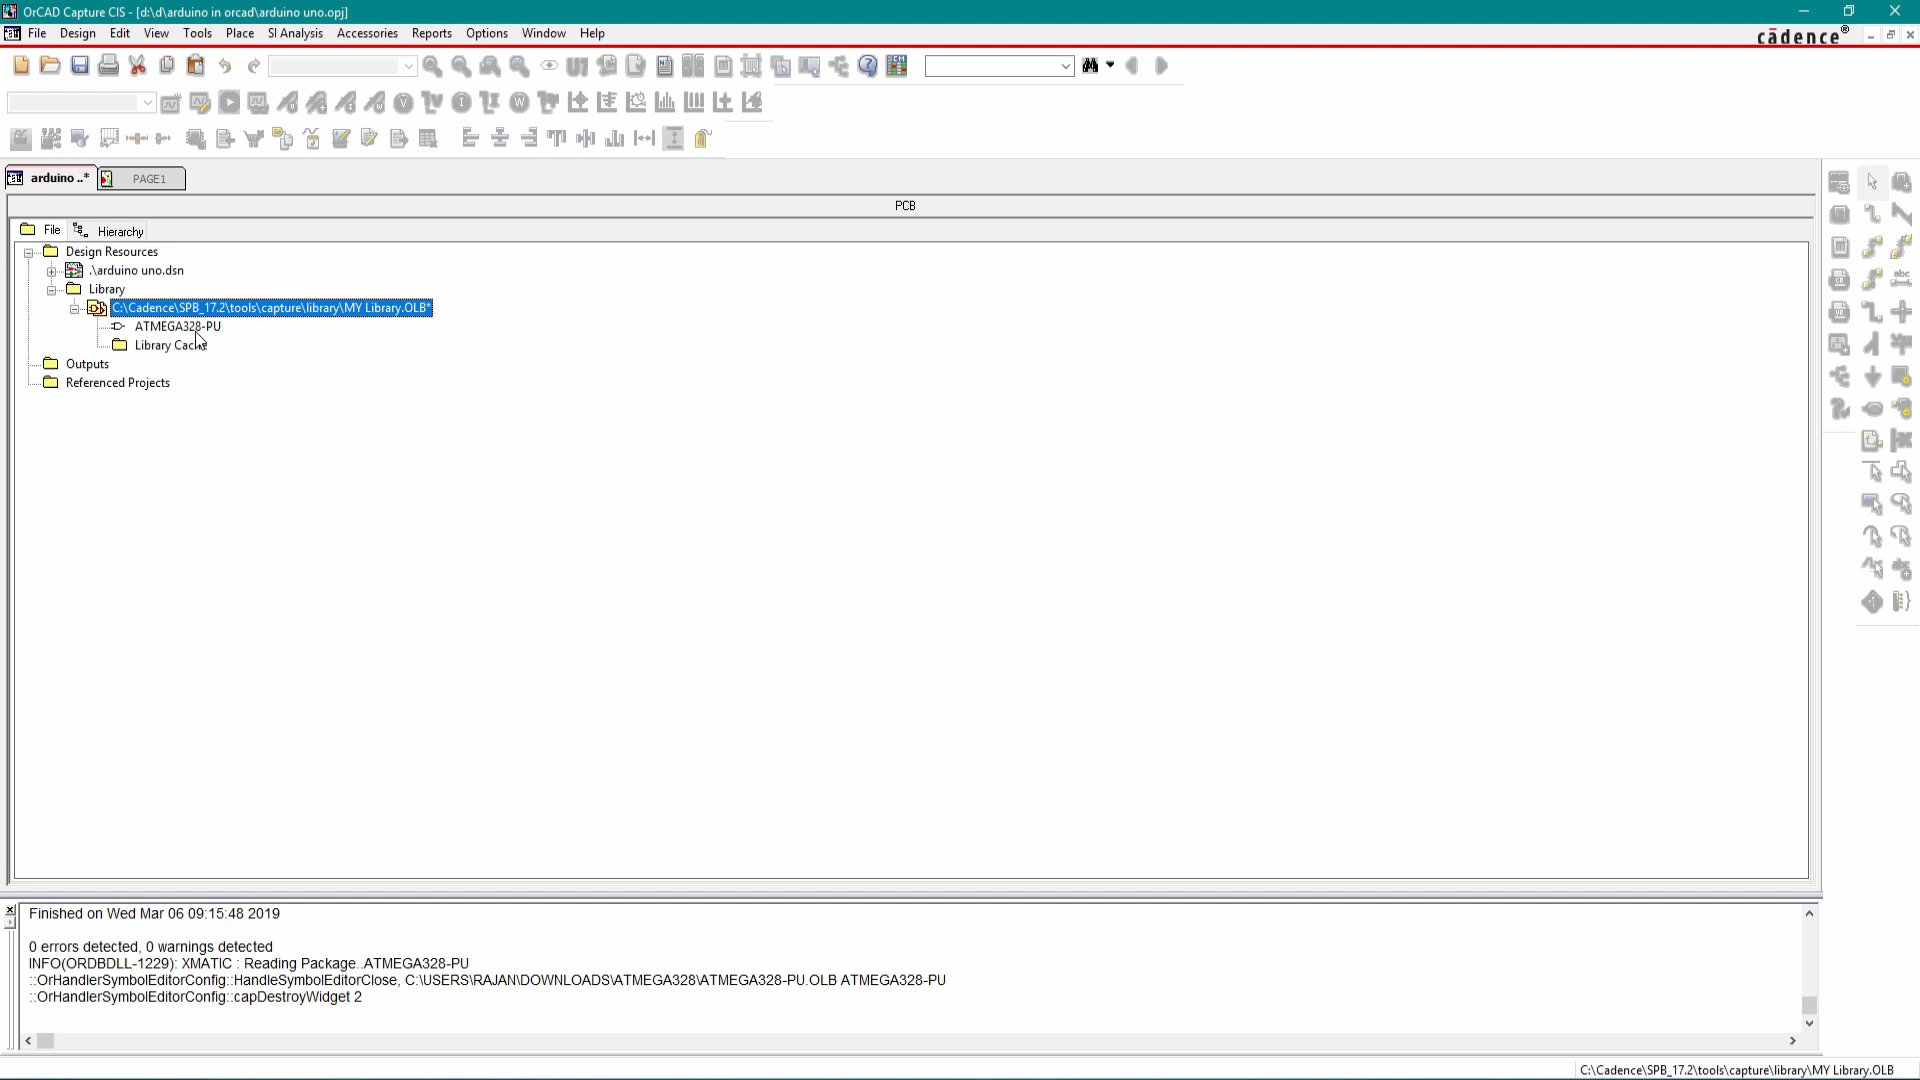 OrCAD Capture CIS - [d:\d\arduino in orcad\arduino uno.opj]
File Design Edit View Tools Place SI Analysis Accessories Reports Options Window Help
cādence®
arduino ..* PAGE1
PCB
File Hierarchy
Design Resources
.\arduino uno.dsn
Library
C:\Cadence\SPB_17.2\tools\capture\library\MY Library.OLB*
ATMEGA328-PU
Library Cache
Outputs
Referenced Projects
Finished on Wed Mar 06 09:15:48 2019
0 errors detected, 0 warnings detected
INFO(ORDBDLL-1229): XMATIC : Reading Package..ATMEGA328-PU
::OrHandlerSymbolEditorConfig::HandleSymbolEditorClose, C:\USERS\RAJAN\DOWNLOADS\ATMEGA328\ATMEGA328-PU.OLB ATMEGA328-PU
::OrHandlerSymbolEditorConfig::capDestroyWidget 2
C:\Cadence\SPB_17.2\tools\capture\library\MY Library.OLB